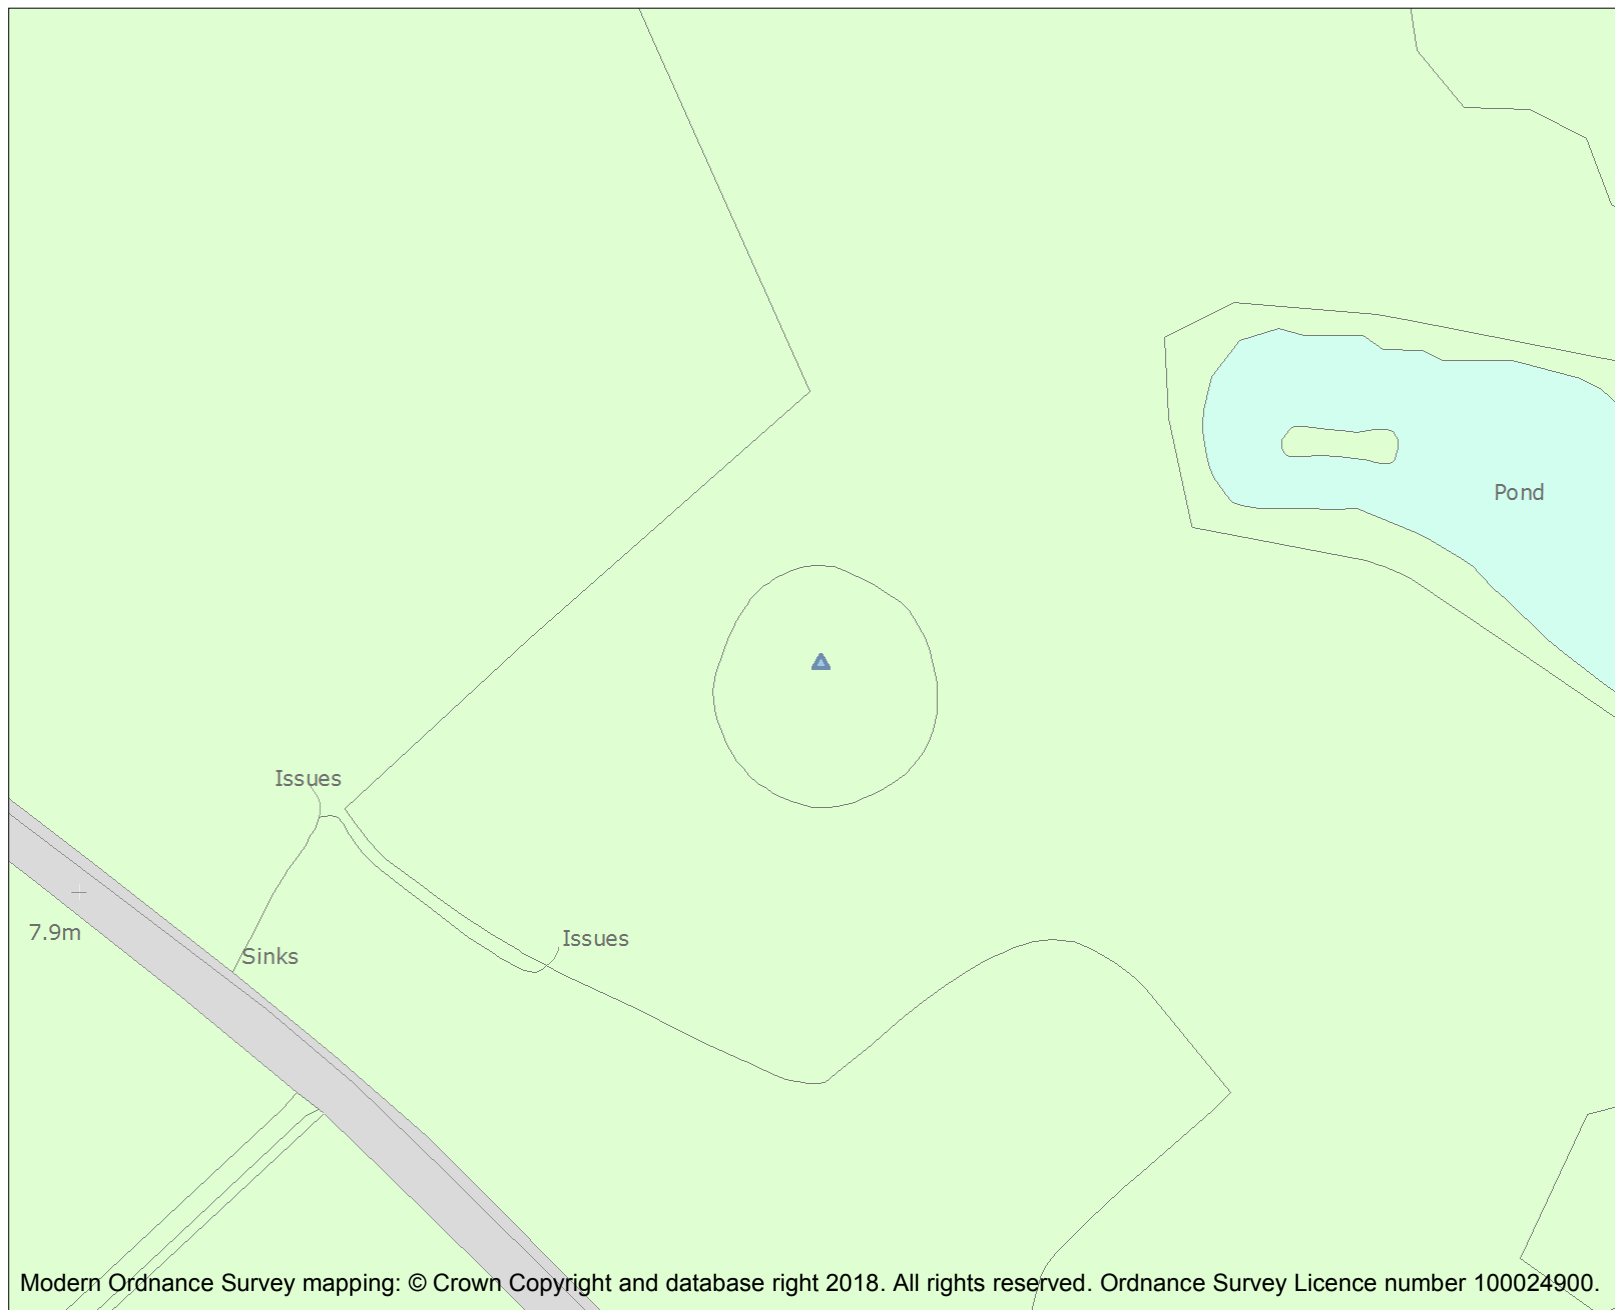 Pond
Issues
7.9m
Issues
Sinks
Modern Ordnance Survey mapping: © Crown Copyright and database right 2018. All rights reserved. Ordnance Survey Licence number 100024900.